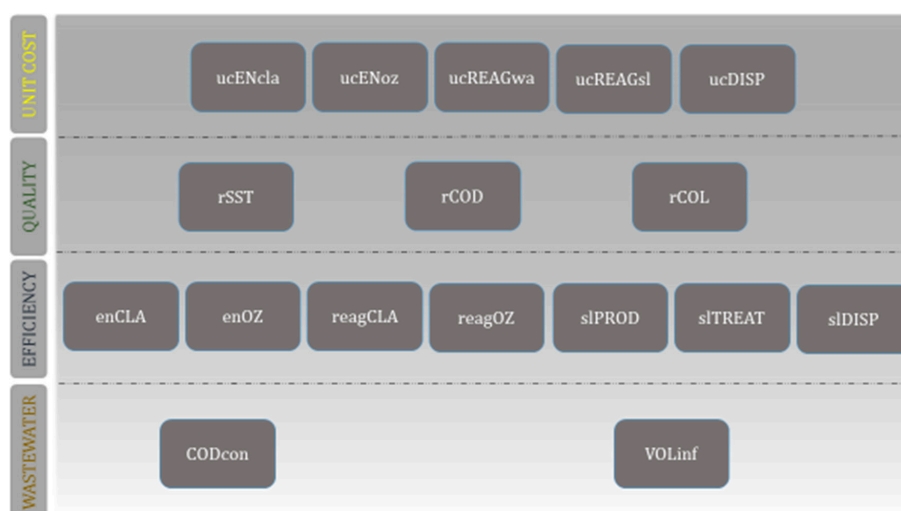 UNIT COST
ucENcla ucENoz ucREAGwa ucREAGsl ucDISP
QUALITY
rSST rCOD rCOL
EFFICIENCY
enCLA enOZ reagCLA reagOZ slPROD slTREAT slDISP
WASTEWATER
CODcon VOLinf